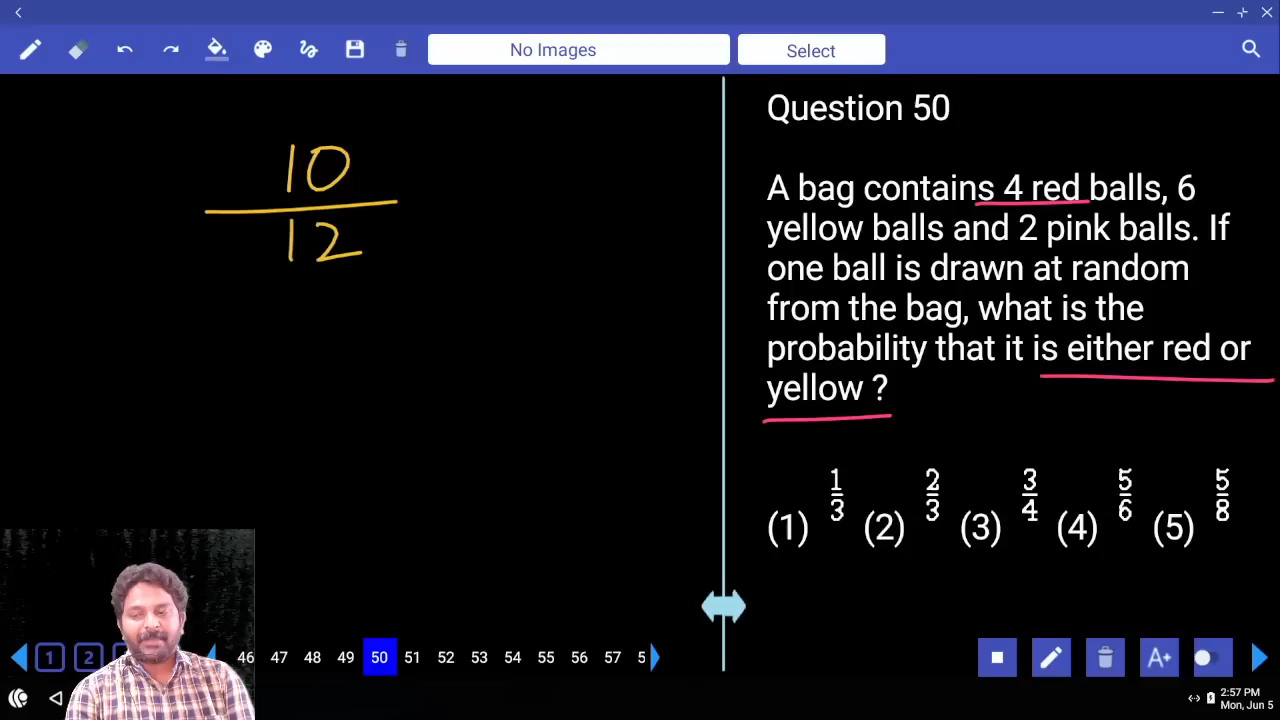 No Images
Select
10
12
Question 50
A bag contains 4 red balls, 6
yellow balls and 2 pink balls. If
one ball is drawn at random
from the bag, what is the
probability that it is either red or
yellow ?
(1) 1/3 (2) 2/3 (3) 3/4 (4) 5/6 (5) 5/8
1 2
46 47 48 49 50 51 52 53 54 55 56 57 5
A+
2:57 PM
Mon, Jun 5